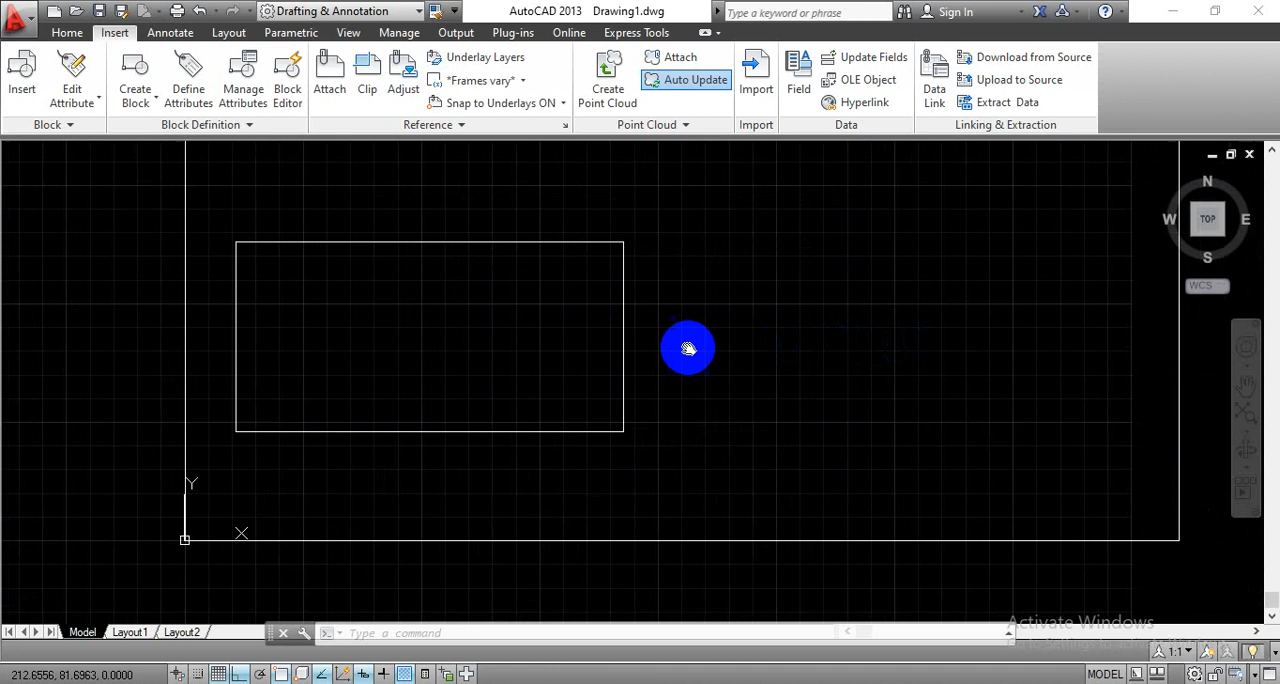 Drafting & Annotation
AutoCAD 2013 Drawing1.dwg
Type a keyword or phrase
Sign In
Home Insert Annotate Layout Parametric View Manage Output Plug-ins Online Express Tools
Insert
Edit Attribute
Create Block
Define Attributes
Manage Attributes
Block Editor
Attach
Clip
Adjust
Underlay Layers
*Frames vary*
Snap to Underlays ON
Create Point Cloud
Attach
Auto Update
Import
Field
Update Fields
OLE Object
Hyperlink
Data Link
Download from Source
Upload to Source
Extract Data
Block
Block Definition
Reference
Point Cloud
Import
Data
Linking & Extraction
N
W TOP E
S
WCS
Y
X
Activate Windows
Model Layout1 Layout2
Type a command
1:1
212.6556, 81.6963, 0.0000
MODEL